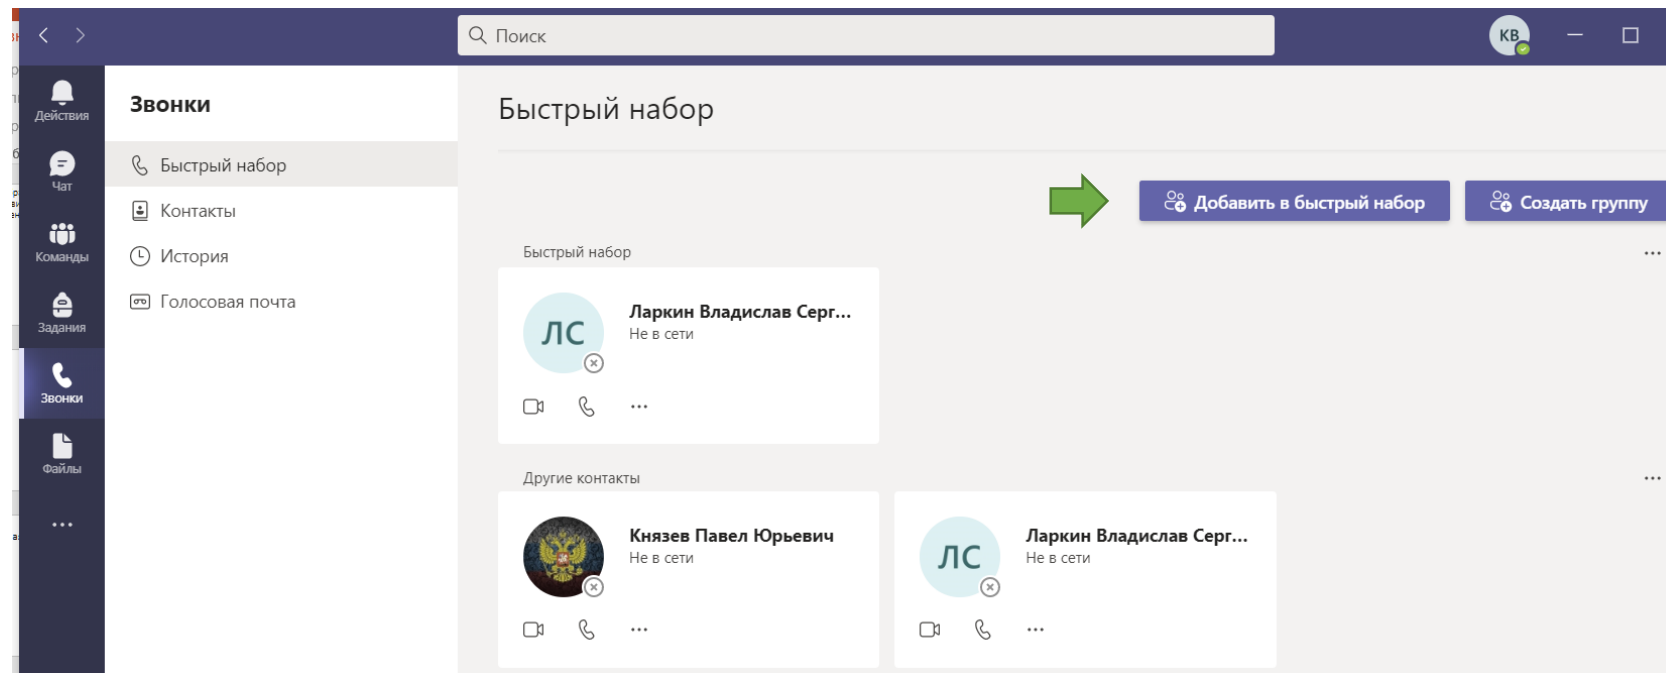 Поиск
КВ
Действия
Чат
Команды
Задания
Звонки
Файлы
Звонки
Быстрый набор
Контакты
История
Голосовая почта
Быстрый набор
Добавить в быстрый набор
Создать группу
Быстрый набор
ЛС
Ларкин Владислав Серг...
Не в сети
Другие контакты
Князев Павел Юрьевич
Не в сети
ЛС
Ларкин Владислав Серг...
Не в сети